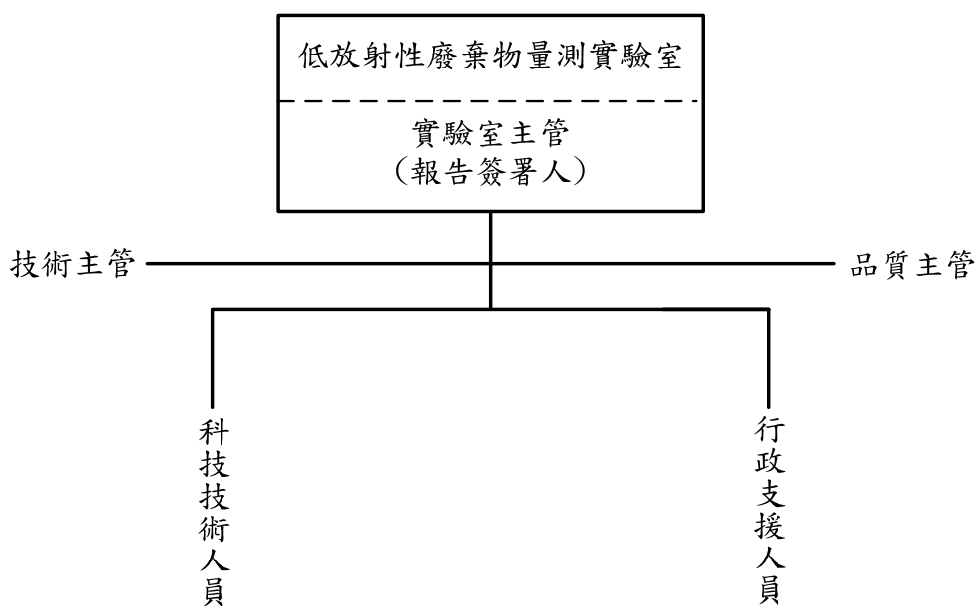 低放射性廢棄物量測實驗室
實驗室主管
(報告簽署人)
技術主管
品質主管
科技技術人員
行政支援人員